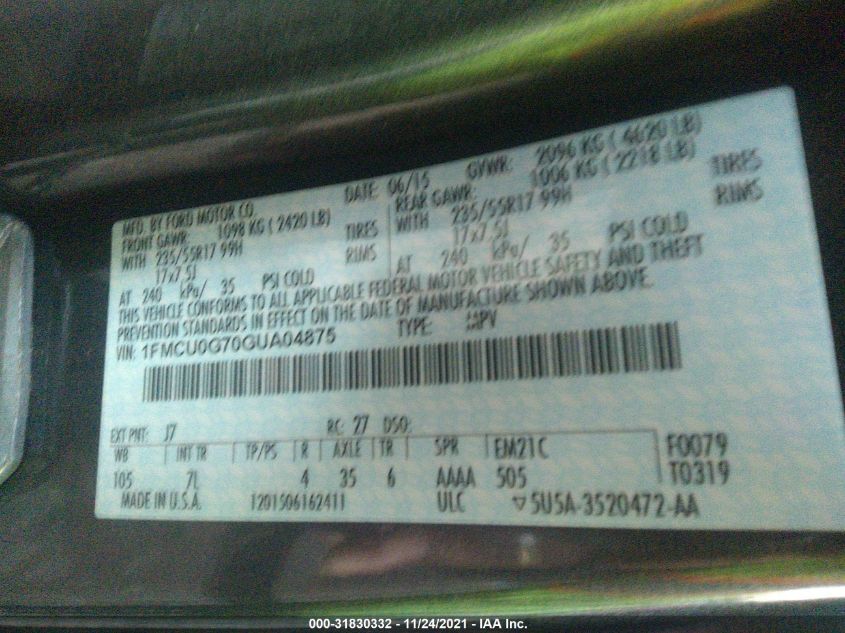 MFD. BY FORD MOTOR CO. DATE: 06/15 GVWR: 2096 KG ( 4620 LB)
FRONT GAWR: 1098 KG ( 2420 LB) REAR GAWR: 1006 KG ( 2218 LB)
WITH 235/55R17 99H TIRES WITH 235/55R17 99H TIRES
17x7.5J RIMS 17x7.5J RIMS
AT 240 kPa/ 35 PSI COLD AT 240 kPa/ 35 PSI COLD
THIS VEHICLE CONFORMS TO ALL APPLICABLE FEDERAL MOTOR VEHICLE SAFETY AND THEFT
PREVENTION STANDARDS IN EFFECT ON THE DATE OF MANUFACTURE SHOWN ABOVE.
VIN: 1FMCU0G70GUA04875 TYPE: MPV
EXT PNT: J7 RC: 27 DSO:
WB INT TR TP/PS R AXLE TR SPR EM21C F0079
105 7L 4 35 6 AAAA 505 T0319
MADE IN U.S.A. 1201506162411 ULC ▽5U5A-3520472-AA
000-31830332 - 11/24/2021 - IAA Inc.